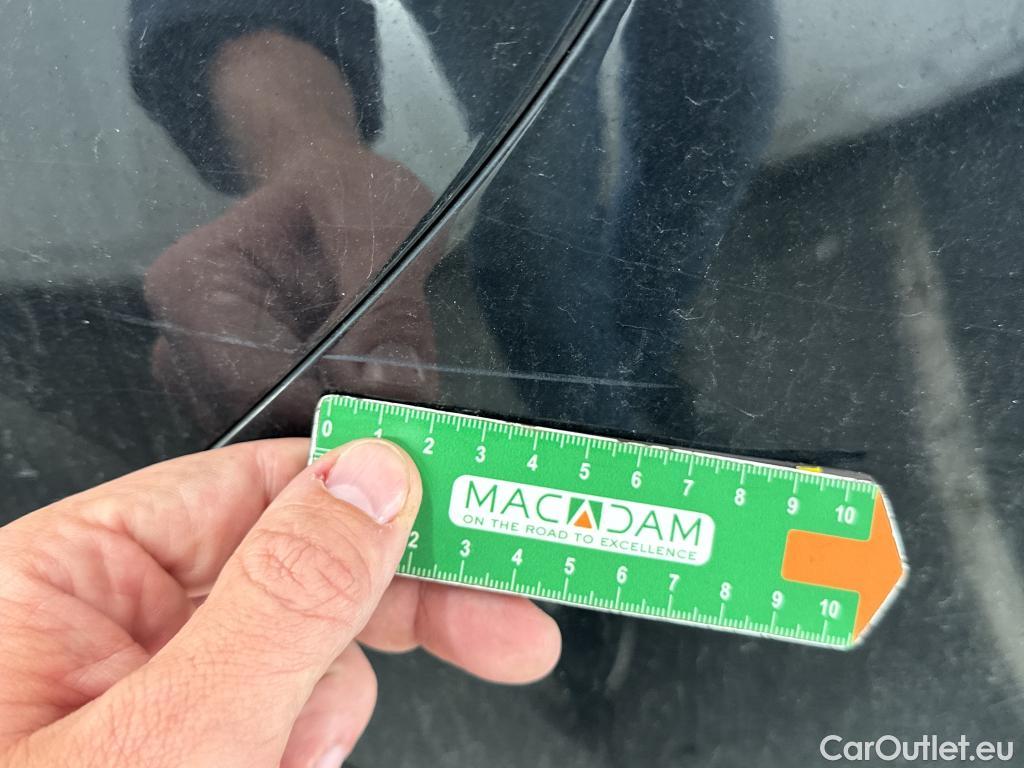 0 1 2 3 4 5 6 7 8 9 10
MACADAM
ON THE ROAD TO EXCELLENCE
2 3 4 5 6 7 8 9 10
CarOutlet.eu